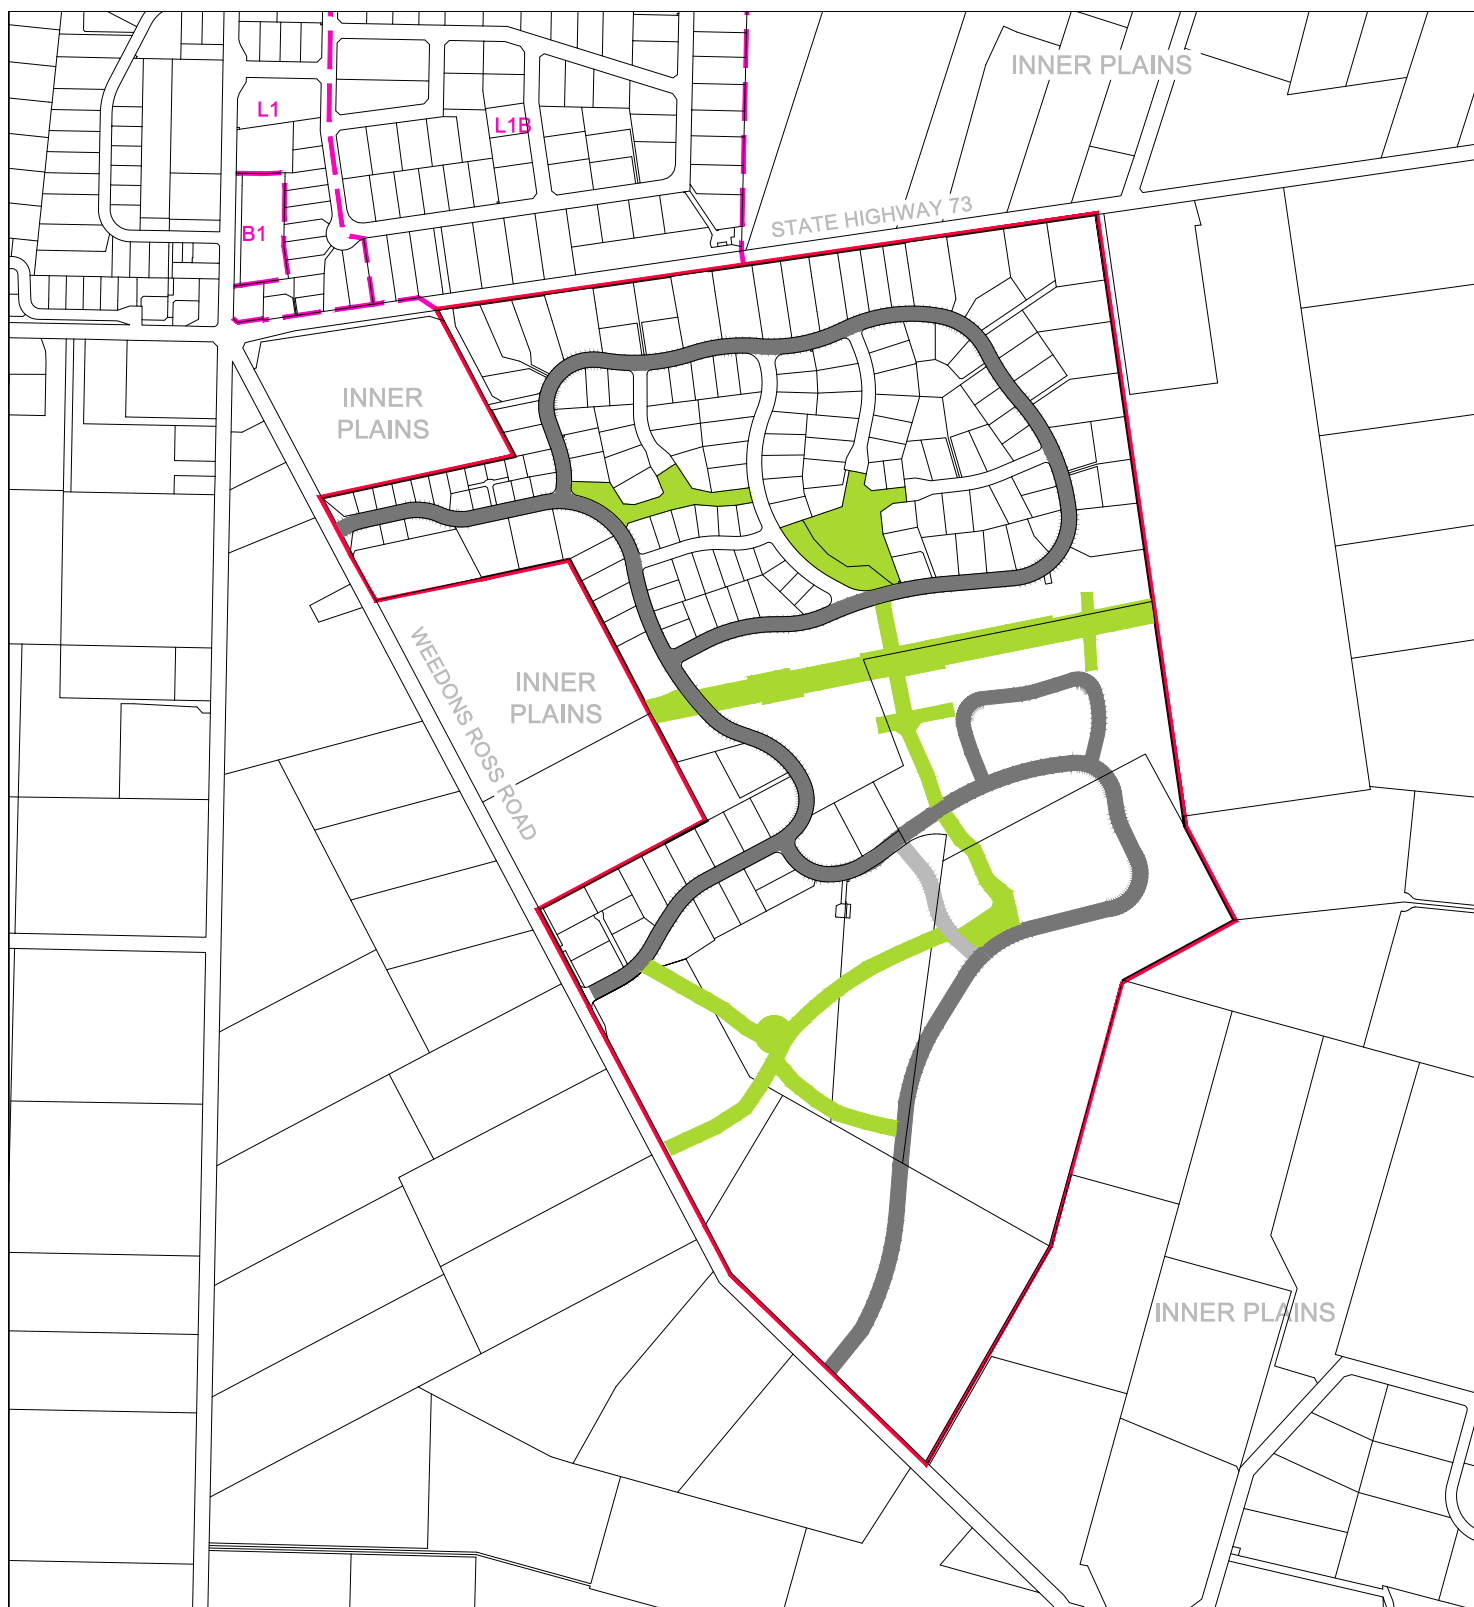 INNER PLAINS
L1
L1B
STATE HIGHWAY 73
B1
INNER
PLAINS
WEEDONS ROSS ROAD
INNER
PLAINS
INNER PLAINS